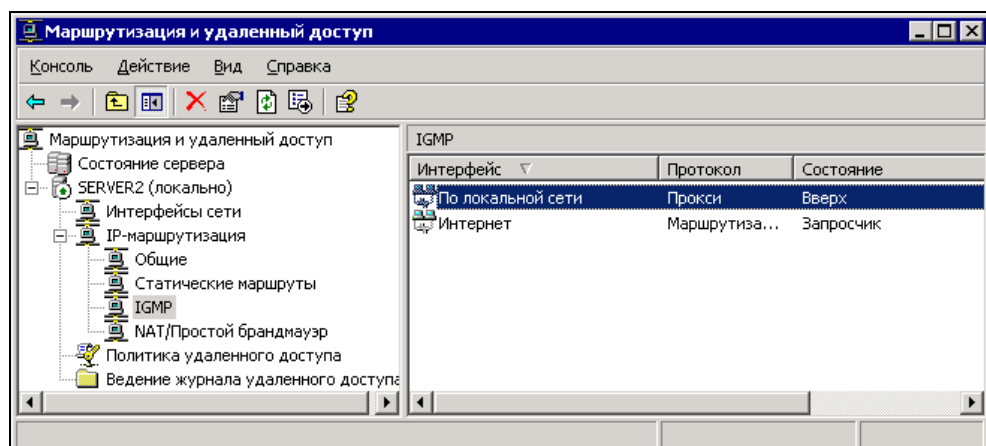 Маршрутизация и удаленный доступ
Консоль Действие Вид Справка
Маршрутизация и удаленный доступ
Состояние сервера
SERVER2 (локально)
Интерфейсы сети
IP-маршрутизация
Общие
Статические маршруты
IGMP
NAT/Простой брандмауэр
Политика удаленного доступа
Ведение журнала удаленного доступа
IGMP
Интерфейс Протокол Состояние
По локальной сети Прокси Вверх
Интернет Маршрутиза... Запросчик